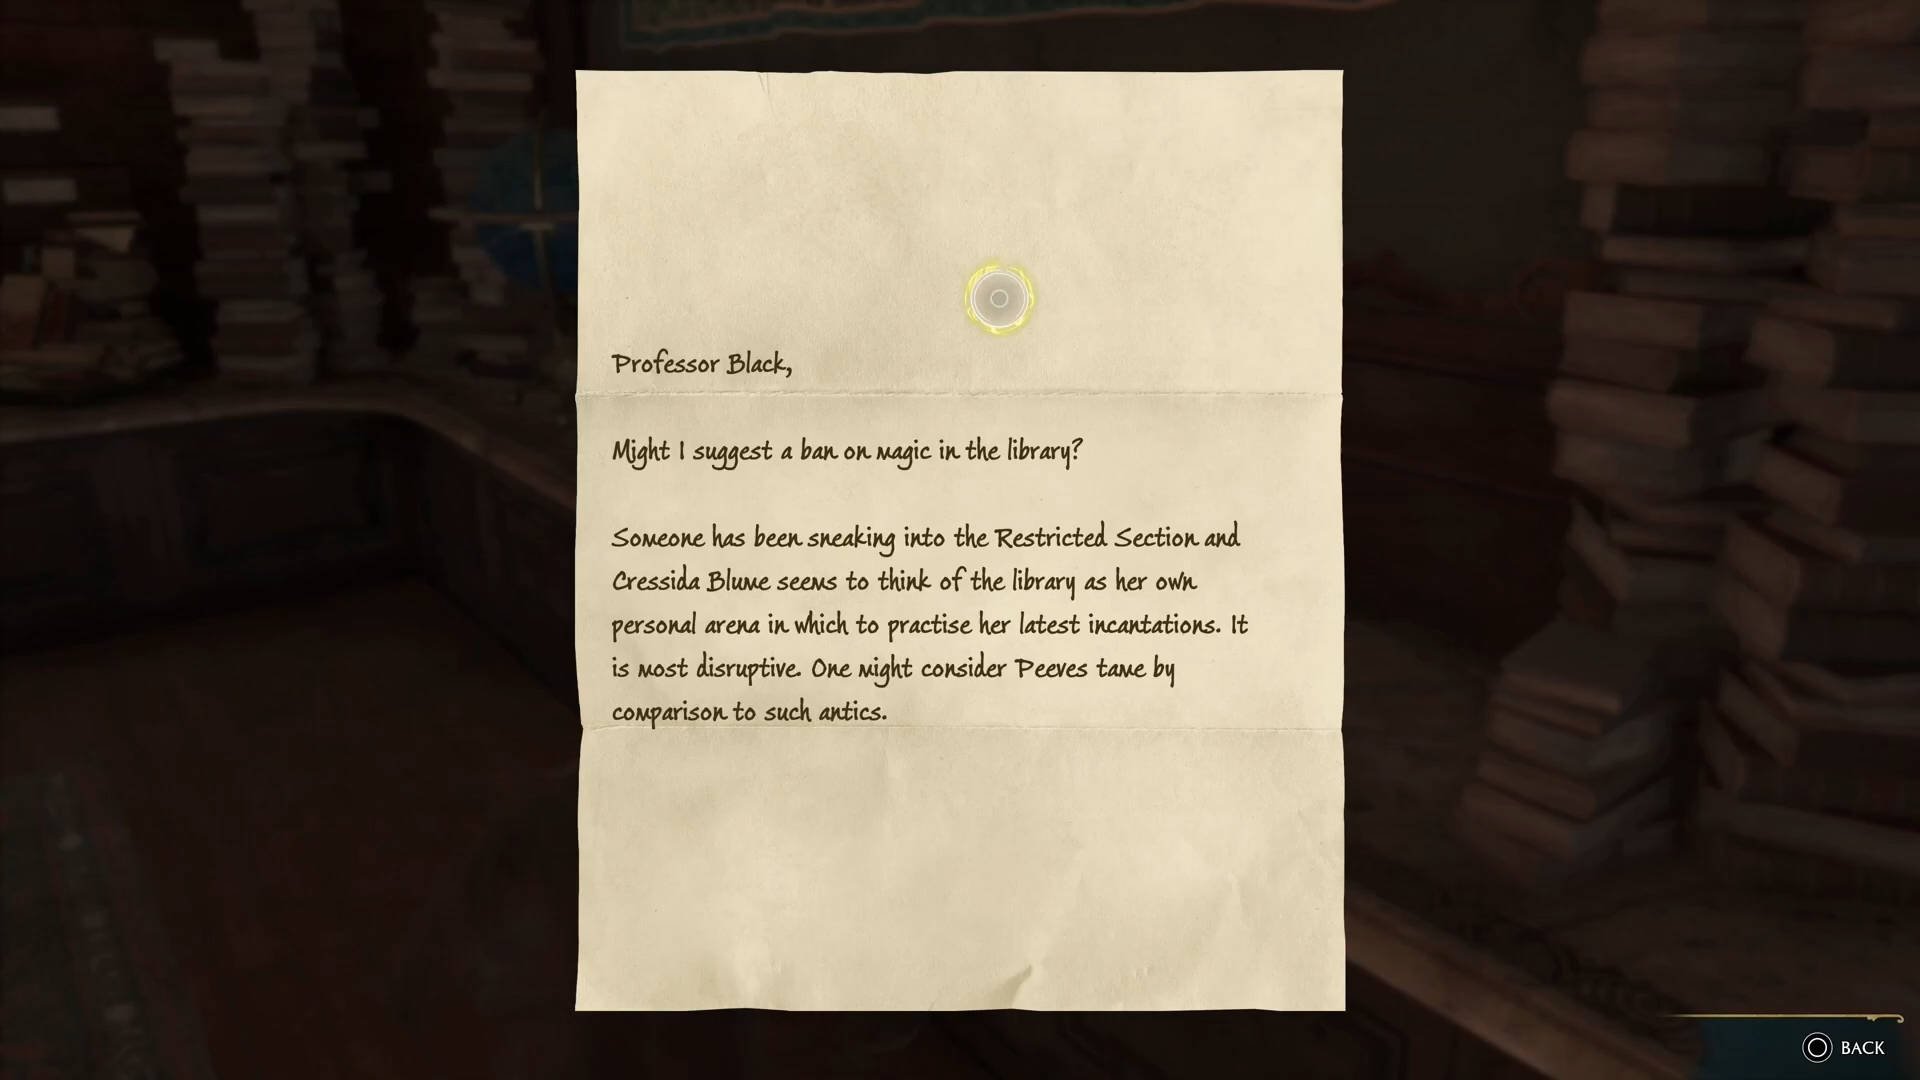 Professor Black,
Might I suggest a ban on magic in the library?
Someone has been sneaking into the Restricted Section and
Cressida Blume seems to think of the library as her own
personal arena in which to practise her latest incantations. It
is most disruptive. One might consider Peeves tame by
comparison to such antics.
BACK